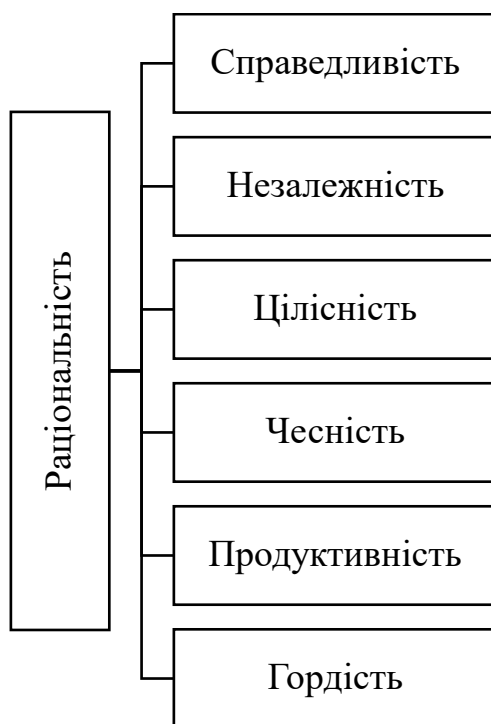 Раціональність
Справедливість
Незалежність
Цілісність
Чесність
Продуктивність
Гордість